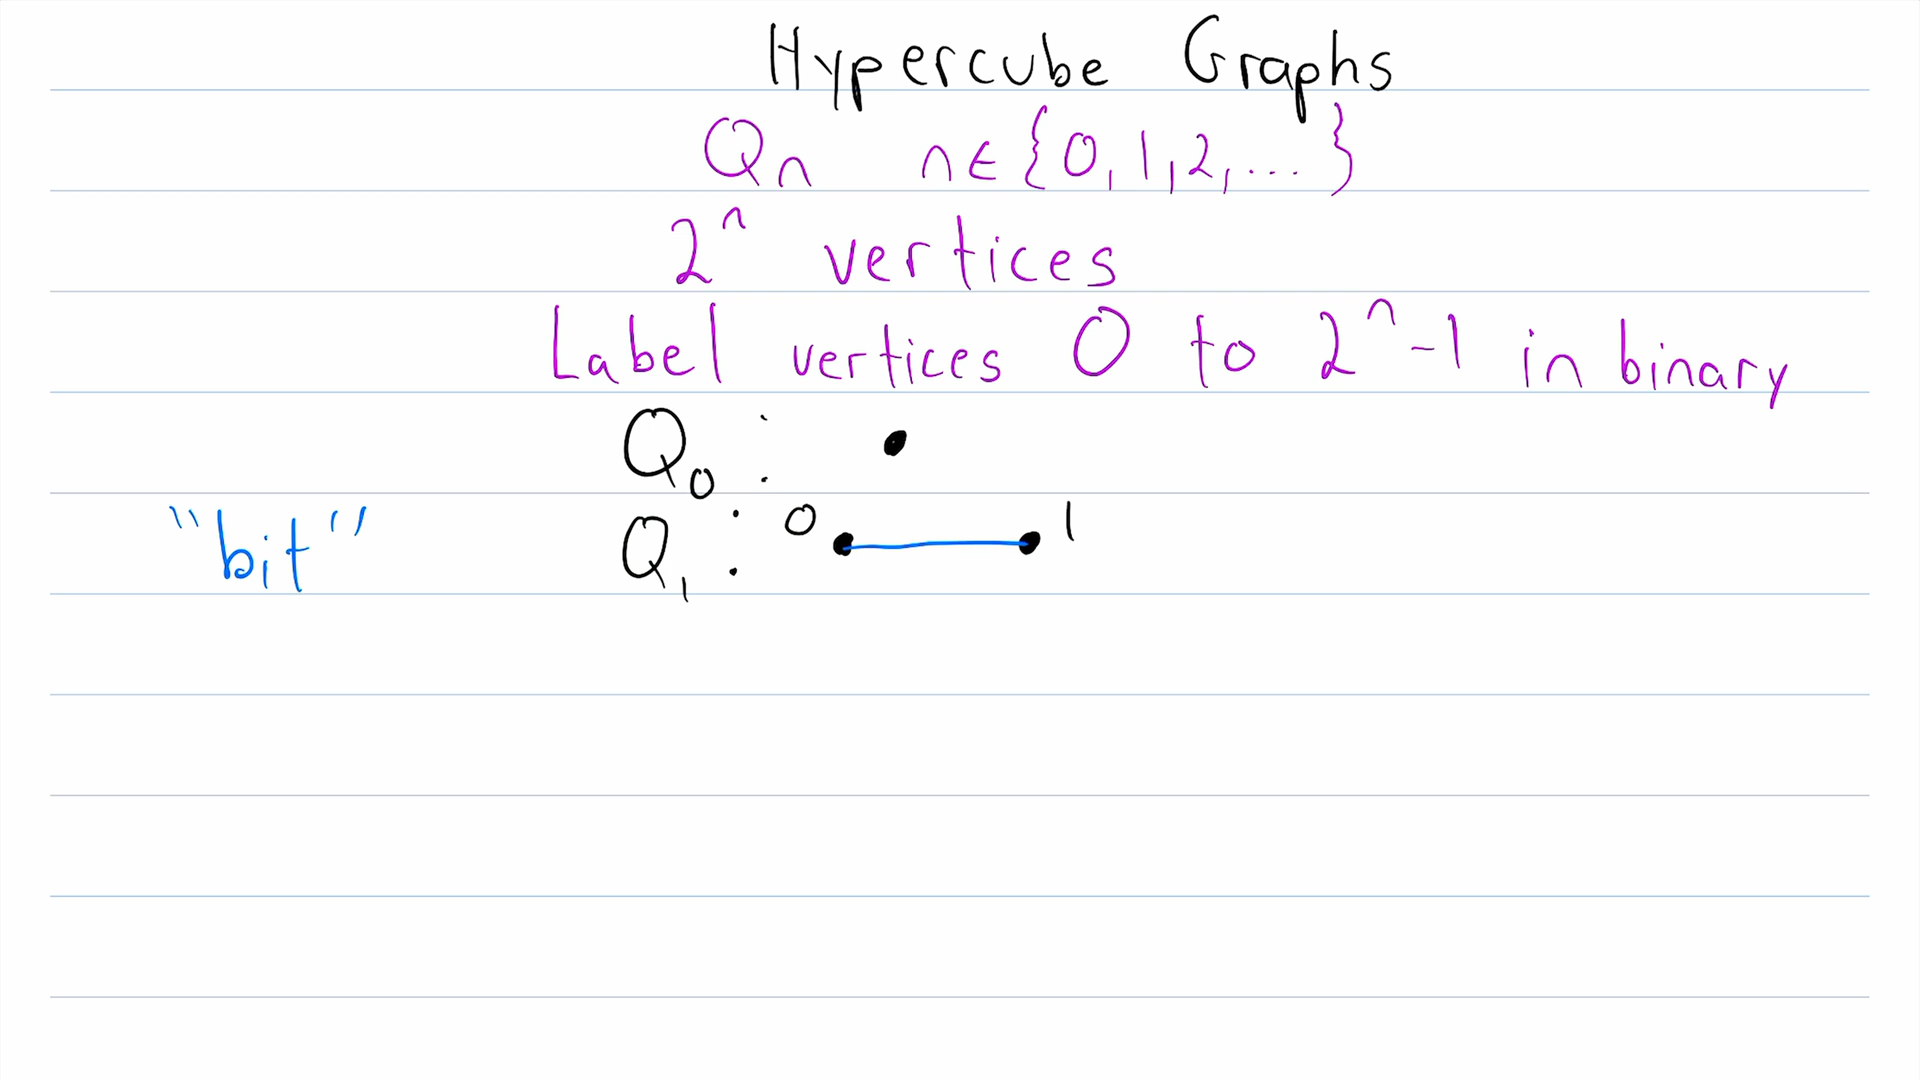 Hypercube Graphs
Qn n∈{0,1,2,...}
2^n vertices
Label vertices 0 to 2^n-1 in binary
Q0 :
"bit" Q1 : 0 1